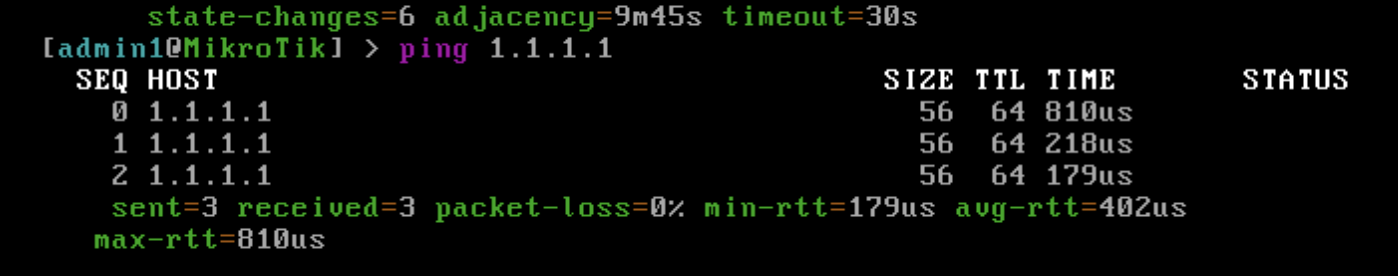 state-changes=6 adjacency=9m45s timeout=30s
[admin1@MikroTik] > ping 1.1.1.1
SEQ HOST SIZE TTL TIME STATUS
0 1.1.1.1 56 64 810us
1 1.1.1.1 56 64 218us
2 1.1.1.1 56 64 179us
sent=3 received=3 packet-loss=0% min-rtt=179us avg-rtt=402us
max-rtt=810us